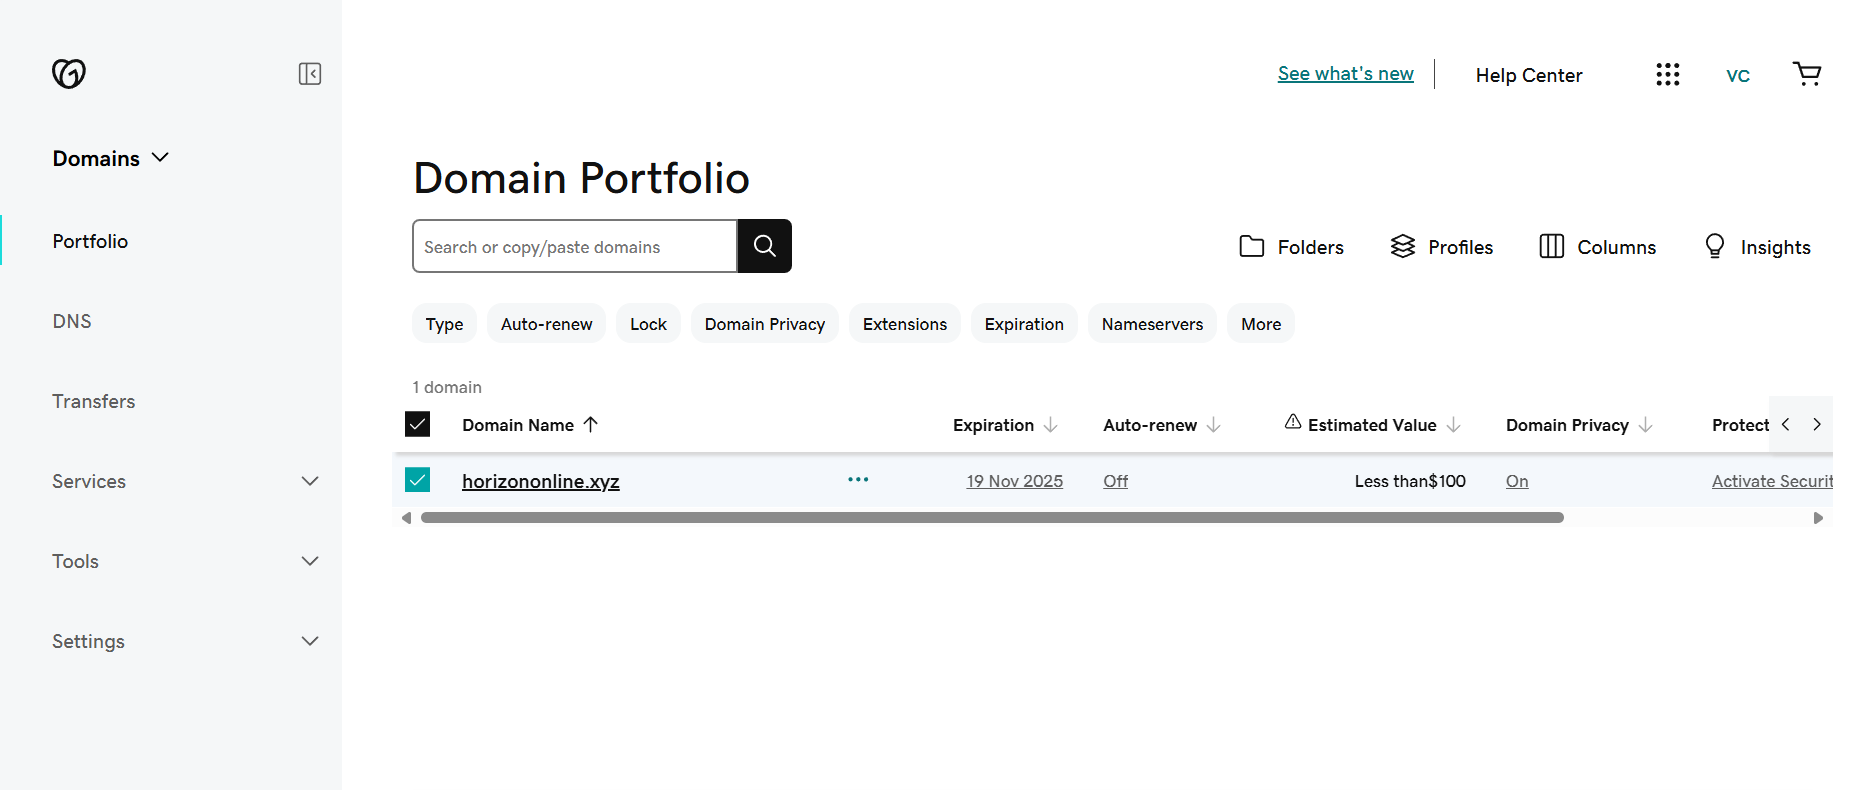 See what's new
Help Center
VC
Domains
Portfolio
DNS
Transfers
Services
Tools
Settings
Domain Portfolio
Search or copy/paste domains
Folders
Profiles
Columns
Insights
Type
Auto-renew
Lock
Domain Privacy
Extensions
Expiration
Nameservers
More
1 domain
Domain Name
Expiration
Auto-renew
Estimated Value
Domain Privacy
Protect
horizononline.xyz
19 Nov 2025
Off
Less than$100
On
Activate Securit